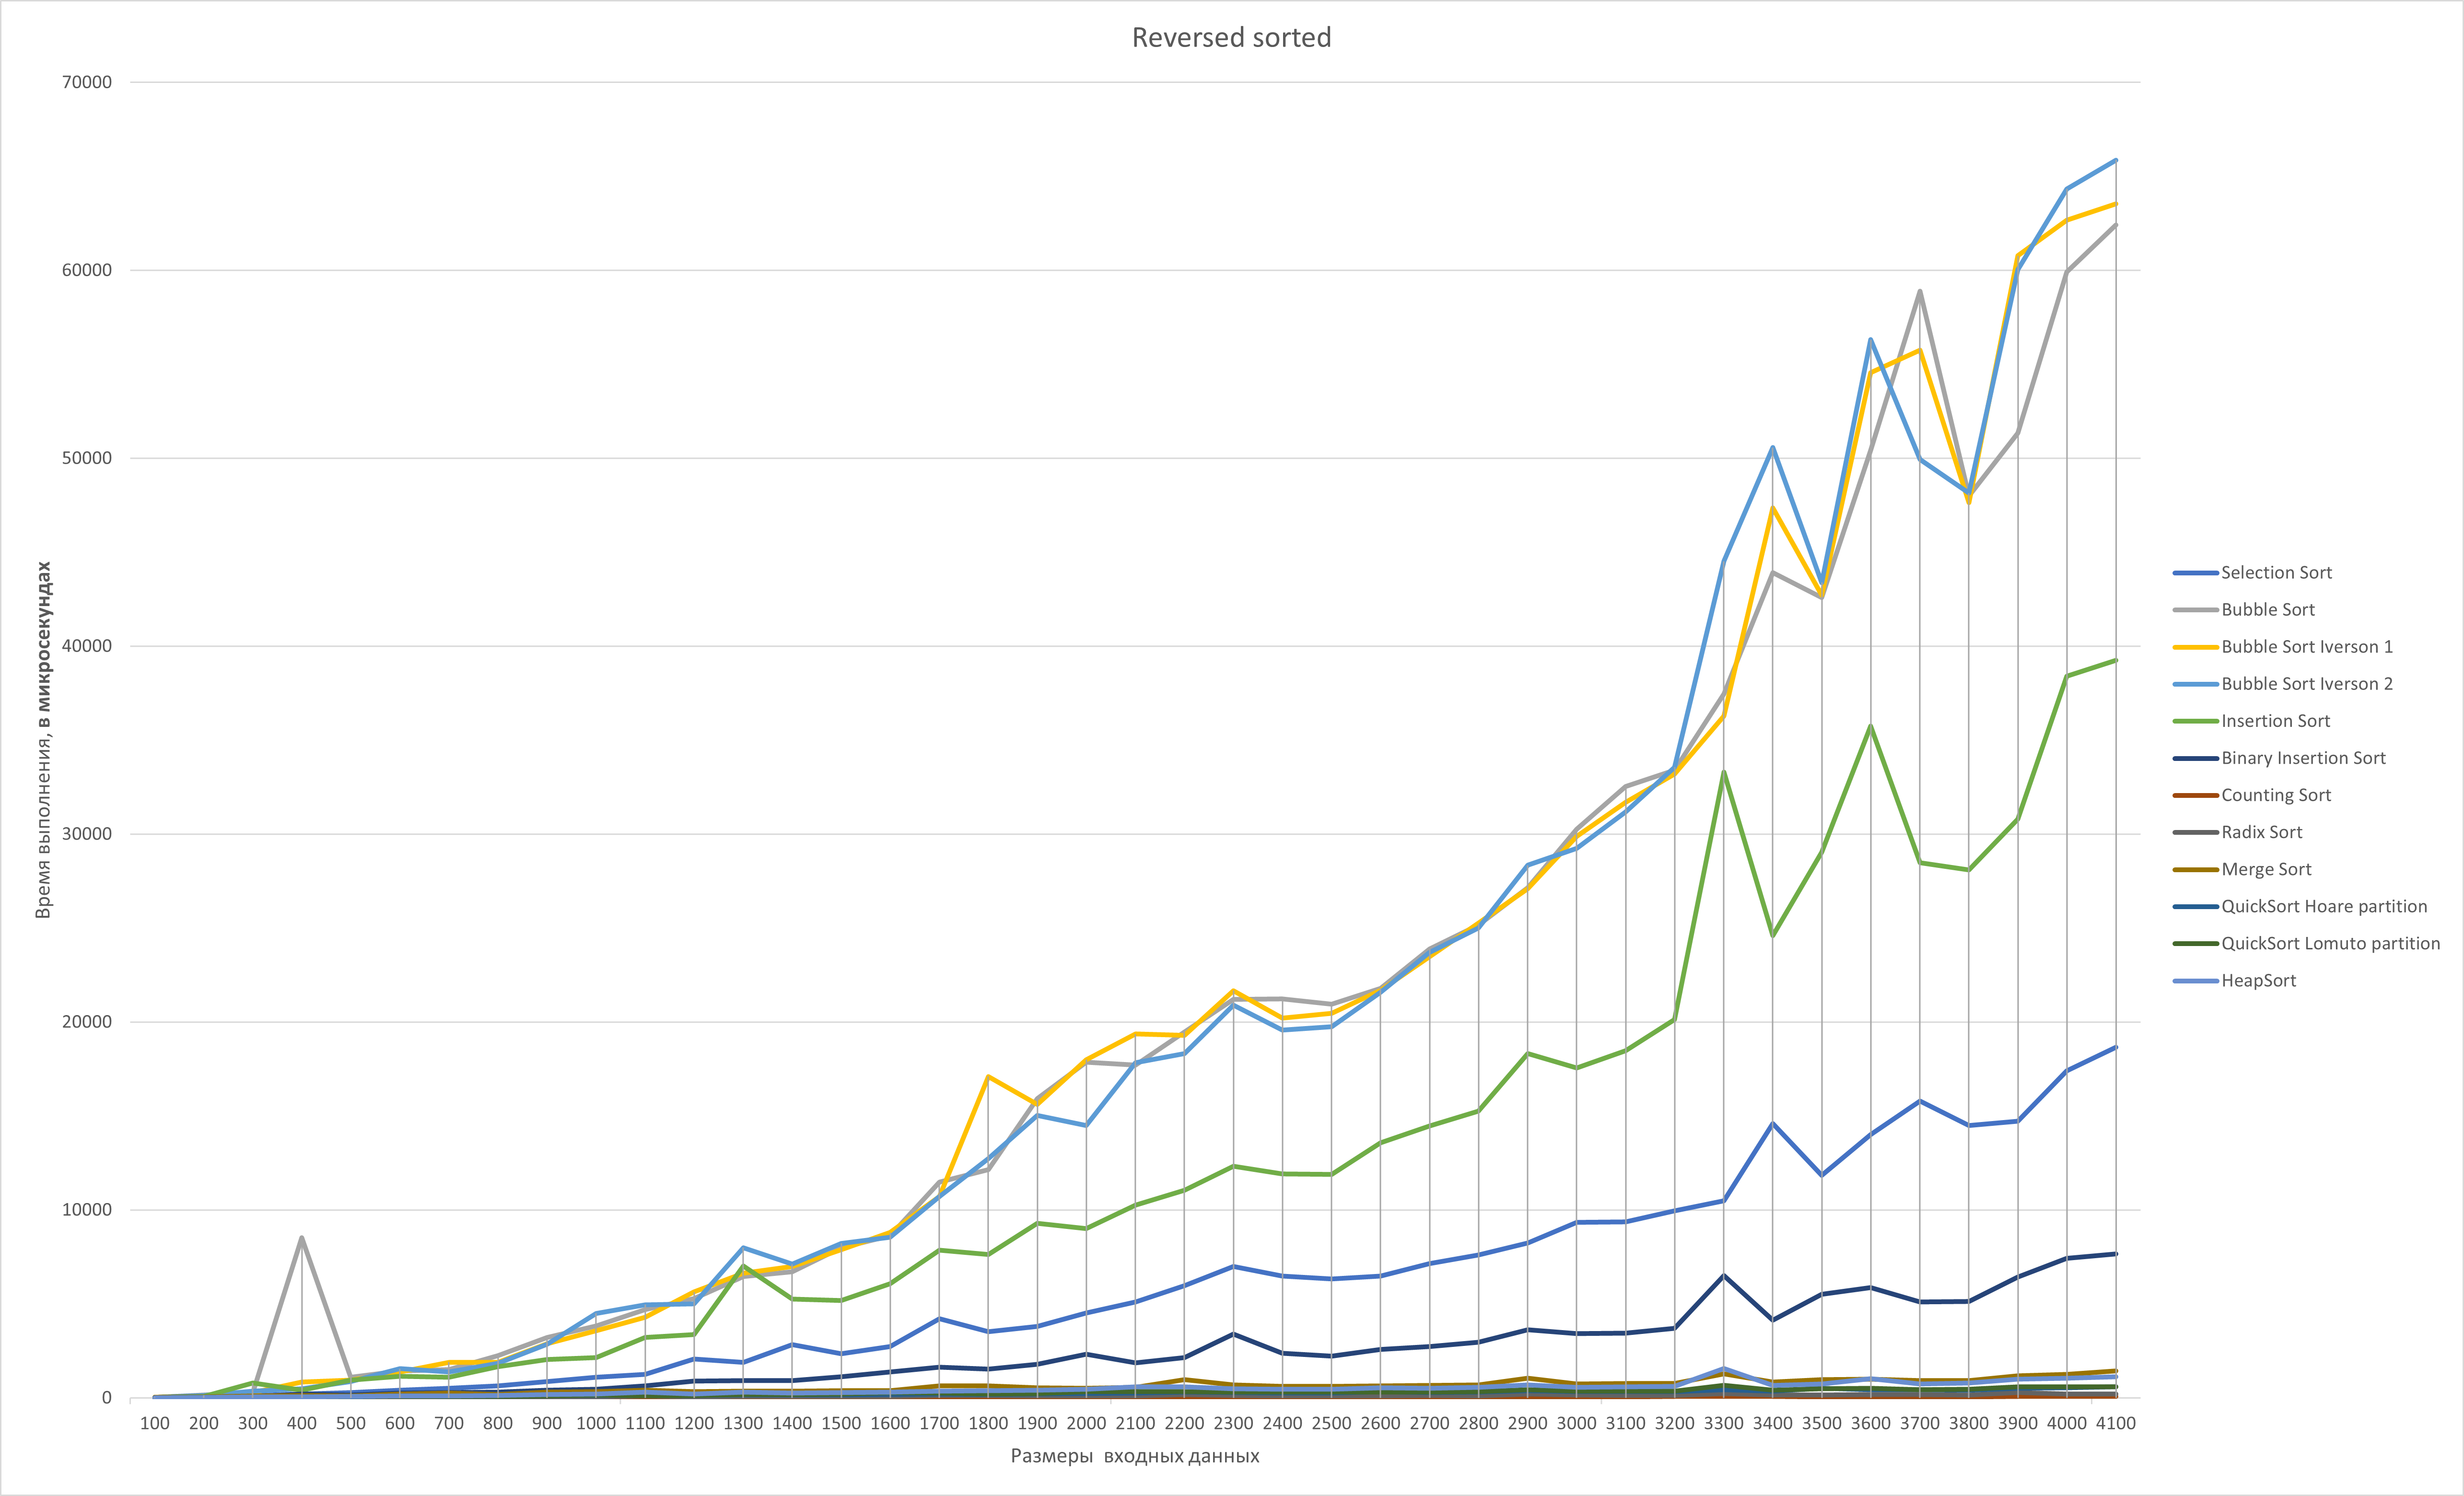 Reversed sorted
70000
60000
50000
40000
30000
20000
10000
0
Время выполнения, в микросекундах
100 200 300 400 500 600 700 800 900 1000 1100 1200 1300 1400 1500 1600 1700 1800 1900 2000 2100 2200 2300 2400 2500 2600 2700 2800 2900 3000 3100 3200 3300 3400 3500 3600 3700 3800 3900 4000 4100
Размеры входных данных
Selection Sort
Bubble Sort
Bubble Sort Iverson 1
Bubble Sort Iverson 2
Insertion Sort
Binary Insertion Sort
Counting Sort
Radix Sort
Merge Sort
QuickSort Hoare partition
QuickSort Lomuto partition
HeapSort